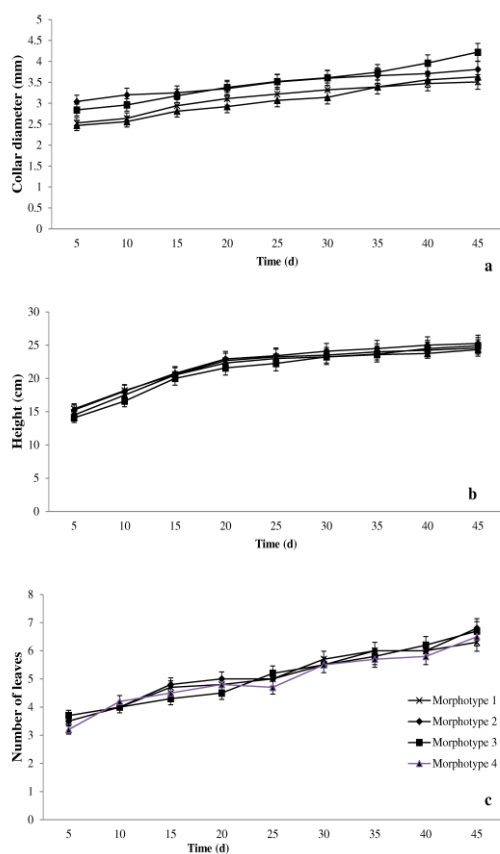 5
4.5
4
3.5
3
2.5
2
1.5
1
0.5
0
Collar diameter (mm)
5 10 15 20 25 30 35 40 45
Time (d)
a
30
25
20
15
10
5
0
Height (cm)
5 10 15 20 25 30 35 40 45
Time (d)
b
8
7
6
5
4
3
2
1
0
Number of leaves
Morphotype 1
Morphotype 2
Morphotype 3
Morphotype 4
c
5 10 15 20 25 30 35 40 45
Time (d)